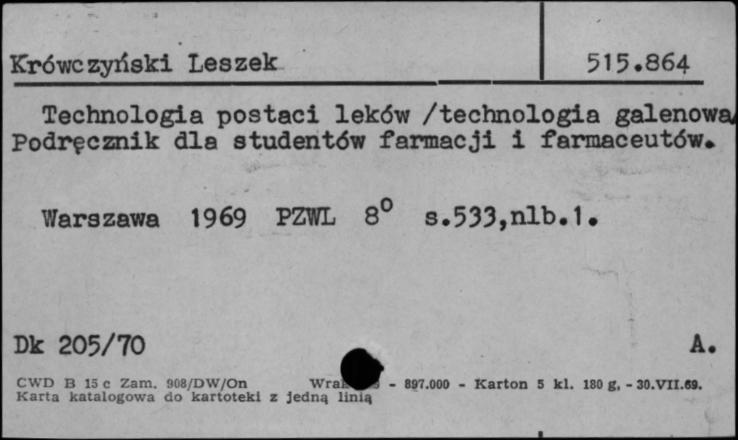 Krówczyński Leszek 515.864
Technologia postaci leków /technologia galenowa/
Podręcznik dla studentów farmacji i farmaceutów.
Warszawa 1969 PZWL 8° s.533,nlb.1.
Dk 205/70 A.
CWD B 15 c Zam. 908/DW/On - 897.000 - Karton 5 kl. 180 g. - 30.VII.69.
Karta katalogowa do kartoteki z jedną linią